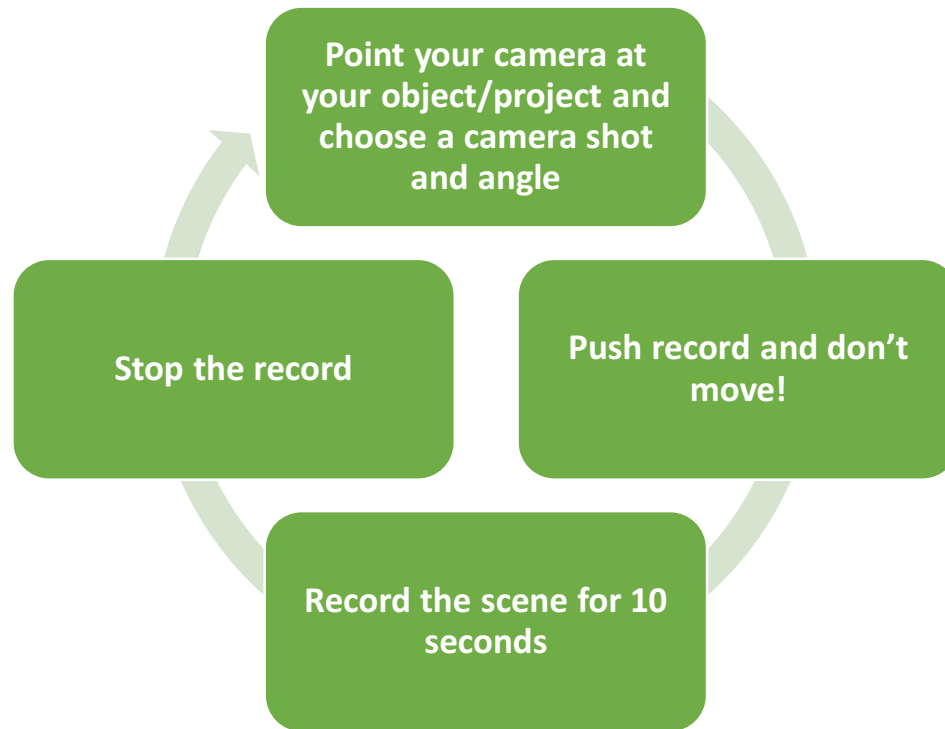 Point your camera at
your object/project and
choose a camera shot
and angle
Push record and don’t
move!
Record the scene for 10
seconds
Stop the record